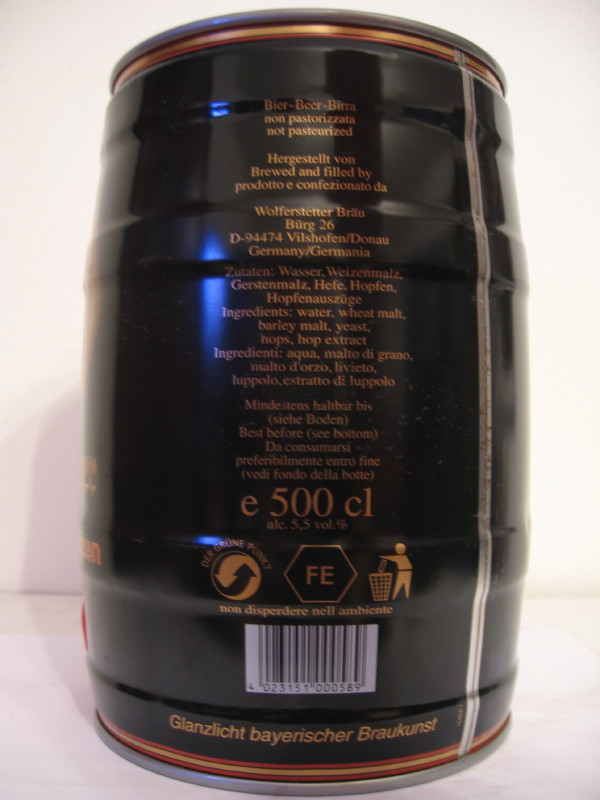 Bier-Beer-Birra
non pastorizzata
not pasteurized
Hergestellt von
Brewed and filled by
prodotto e confezionato da
Wolferstetter Bräu
Bürg 26
D-94474 Vilshofen/Donau
Germany/Germania
Zutaten: Wasser, Weizenmalz,
Gerstenmalz, Hefe, Hopfen,
Hopfenauszüge
Ingredients: water, wheat malt,
barley malt, yeast,
hops, hop extract
Ingredienti: aqua, malto di grano,
malto d'orzo, livieto,
luppolo, estratto di luppolo
Mindestens haltbar bis
(siehe Boden)
Best before (see bottom)
Da consumarsi
preferibilmente entro fine
(vedi fondo della botte)
e 500 cl
alc. 5,5 vol.%
DER GRÜNE PUNKT
FE
non disperdere nell ambiente
4 023151 000589
Glanzlicht bayerischer Braukunst